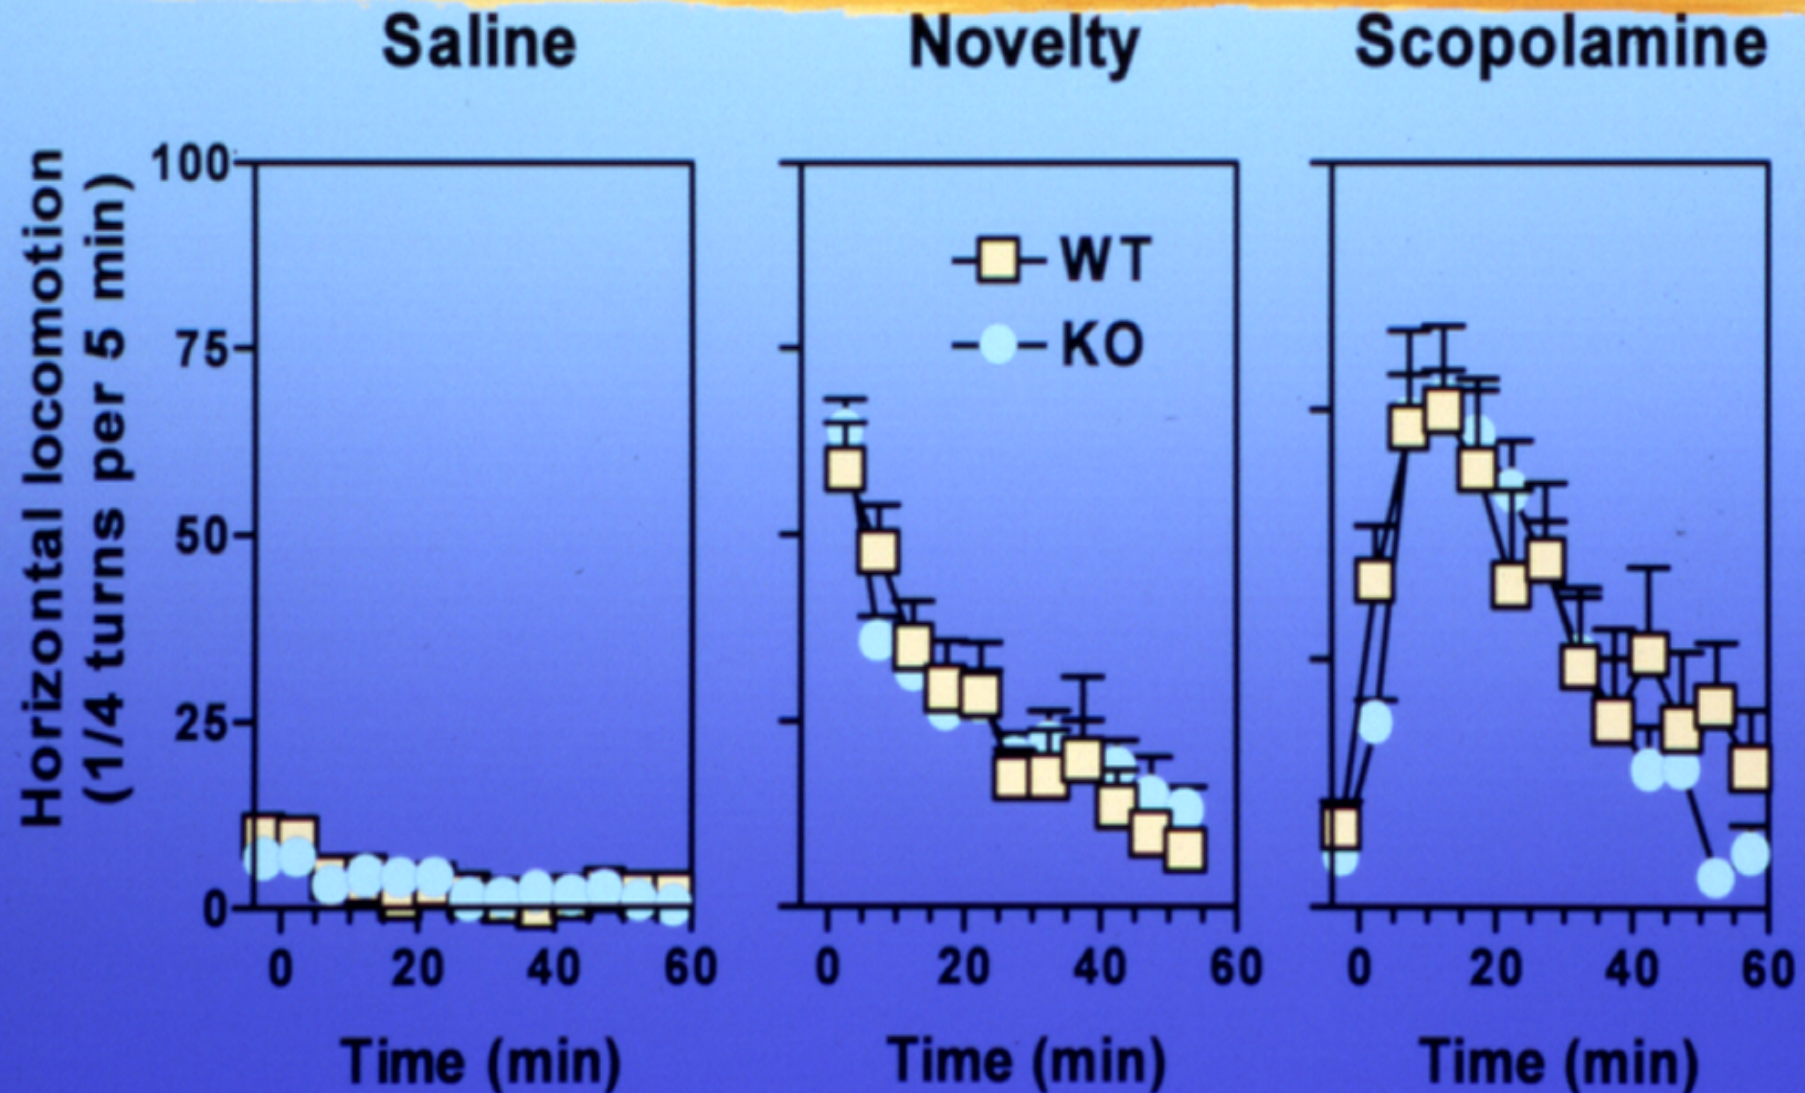 Saline
Novelty
Scopolamine
Horizontal locomotion
(1/4 turns per 5 min)
100
75
50
25
0
WT
KO
0 20 40 60
0 20 40 60
0 20 40 60
Time (min)
Time (min)
Time (min)